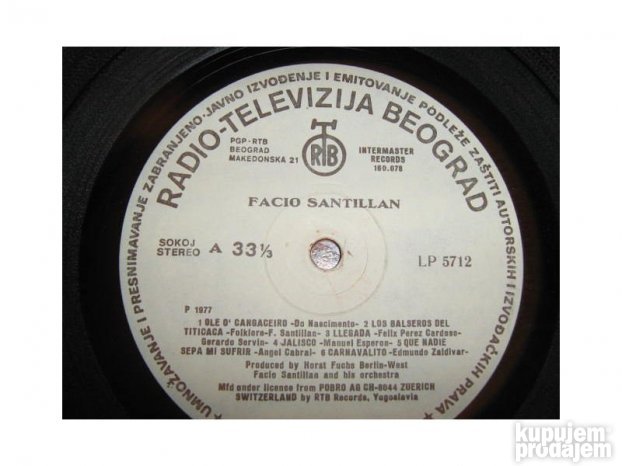 UMNOŽAVANJE I PRESNIMAVANJE ZABRANJENO-JAVNO IZVOĐENJE I EMITOVANJE PODLEŽE ZAŠTITI AUTORSKIH I IZVOĐAČKIH PRAVA
RADIO-TELEVIZIJA BEOGRAD
PGP-RTB
BEOGRAD
MAKEDONSKA 21
RTB
INTERMASTER
RECORDS
160.078
FACIO SANTILLAN
SOKOJ
STEREO A 33⅓
LP 5712
P 1977
1 OLE O' CANGACEIRO -Do Nascimento- 2 LOS BALSEROS DEL
TITICACA -Folklore-F. Santillan- 3 LLEGADA -Felix Perez Cardoso-
Gerardo Servin- 4 JALISCO -Manuel Esperon- 5 QUE NADIE
SEPA MI SUFRIR -Angel Cabral- 6 CARNAVALITO -Edmundo Zaldivar-
Produced by Horst Fuchs Berlin-West
Facio Santillan and his orchestra
Mfd under licence from POBRO AG CH-8044 ZUERICH
SWITZERLAND by RTB Records, Yugoslavia
kupujem
prodajem